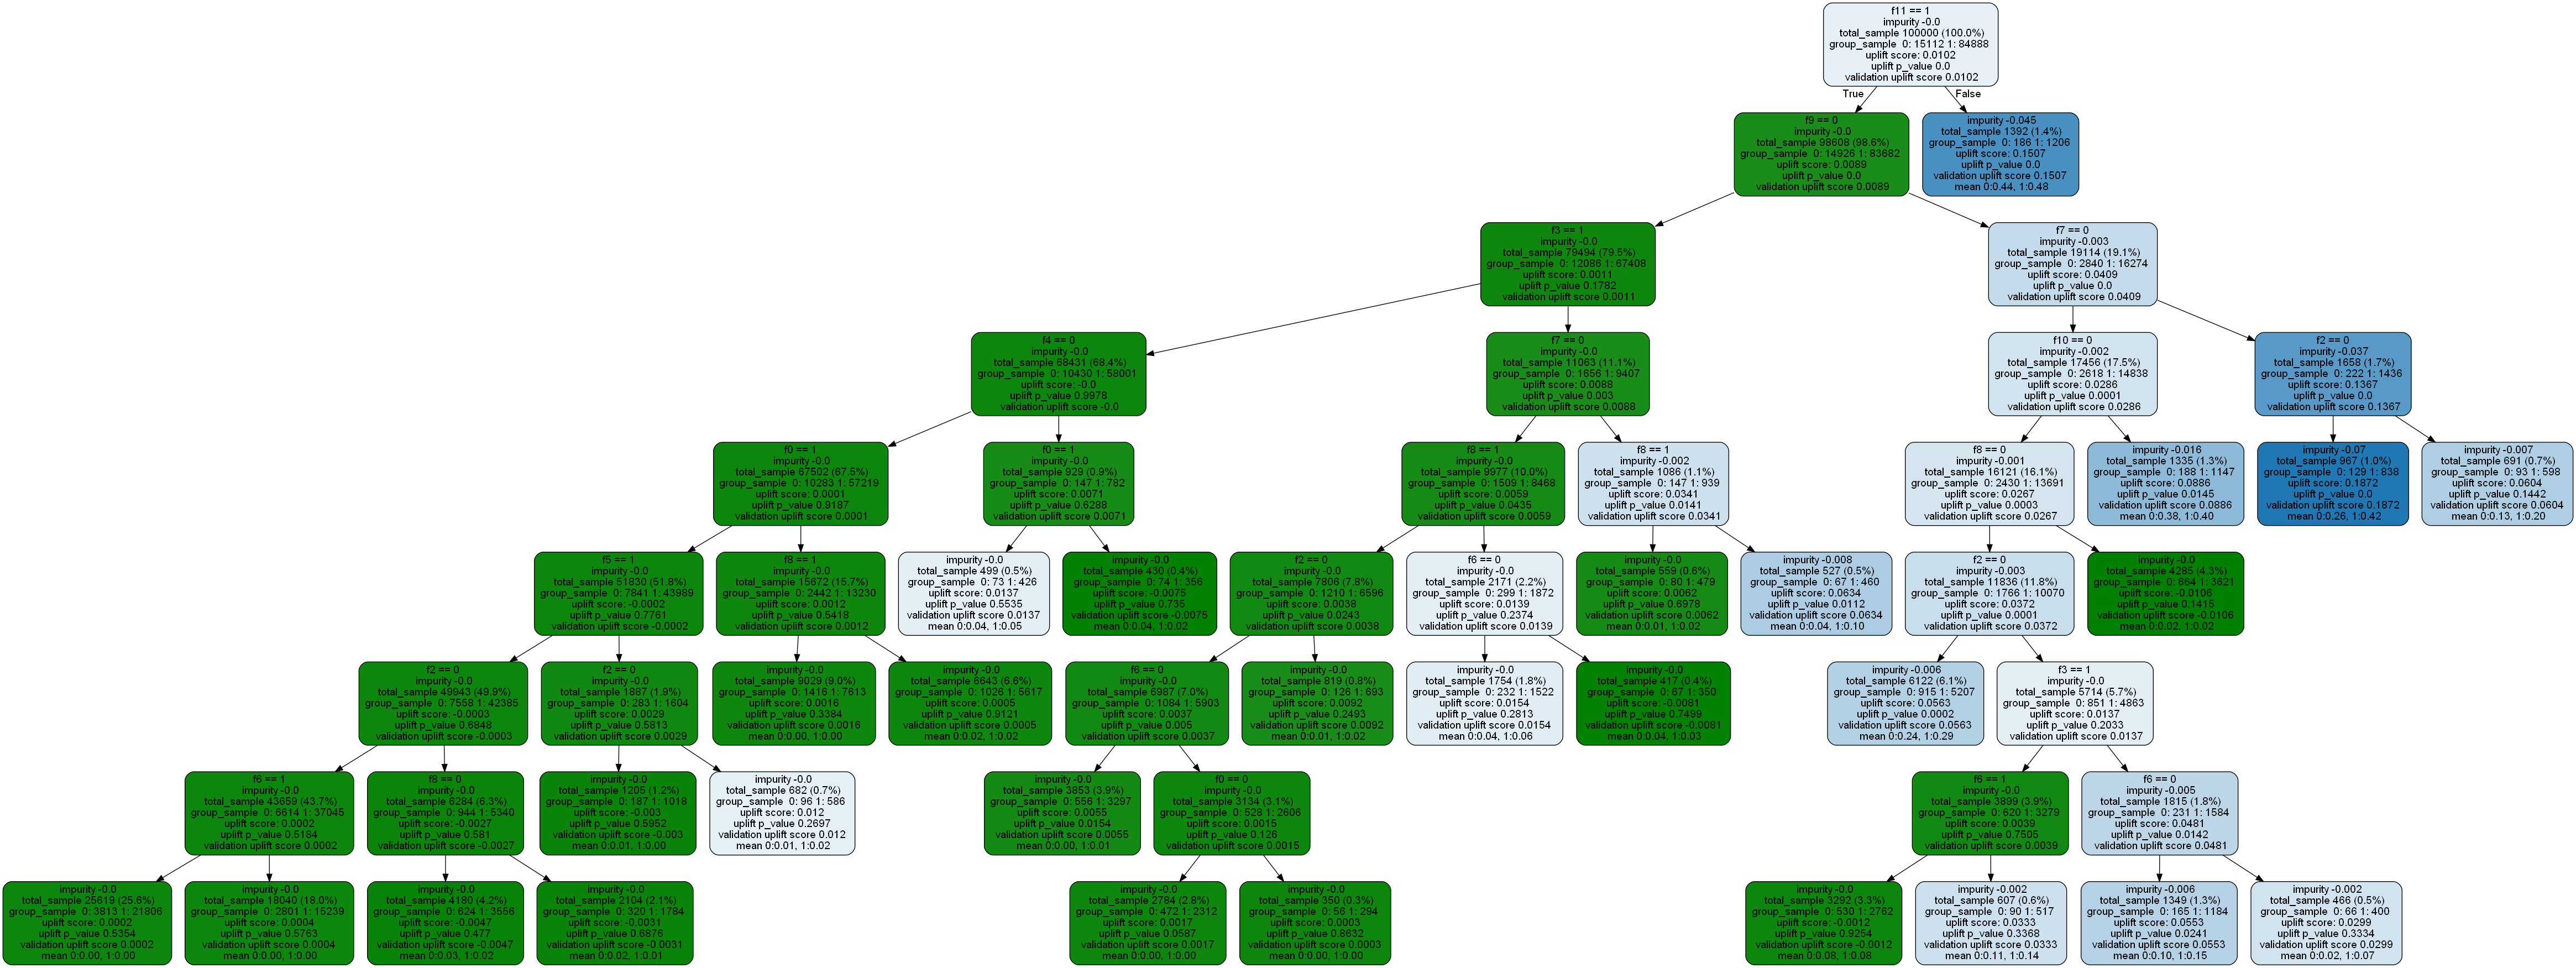 f11 == 1
impurity -0.0
total_sample 100000 (100.0%)
group_sample 0: 15112 1: 84888
uplift score: 0.0102
uplift p_value 0.0
validation uplift score 0.0102
True
False
f9 == 0
impurity -0.0
total_sample 98608 (98.6%)
group_sample 0: 14926 1: 83682
uplift score: 0.0089
uplift p_value 0.0
validation uplift score 0.0089
impurity -0.045
total_sample 1392 (1.4%)
group_sample 0: 186 1: 1206
uplift score: 0.1507
uplift p_value 0.0
validation uplift score 0.1507
mean 0:0.44, 1:0.48
f3 == 1
impurity -0.0
total_sample 79494 (79.5%)
group_sample 0: 12086 1: 67408
uplift score: 0.0011
uplift p_value 0.1782
validation uplift score 0.0011
f7 == 0
impurity -0.003
total_sample 19114 (19.1%)
group_sample 0: 2840 1: 16274
uplift score: 0.0409
uplift p_value 0.0
validation uplift score 0.0409
f4 == 0
impurity -0.0
total_sample 68431 (68.4%)
group_sample 0: 10430 1: 58001
uplift score: -0.0
uplift p_value 0.9978
validation uplift score -0.0
f7 == 0
impurity -0.0
total_sample 11063 (11.1%)
group_sample 0: 1656 1: 9407
uplift score: 0.0088
uplift p_value 0.003
validation uplift score 0.0088
f10 == 0
impurity -0.002
total_sample 17456 (17.5%)
group_sample 0: 2618 1: 14838
uplift score: 0.0286
uplift p_value 0.0001
validation uplift score 0.0286
f2 == 0
impurity -0.037
total_sample 1658 (1.7%)
group_sample 0: 222 1: 1436
uplift score: 0.1367
uplift p_value 0.0
validation uplift score 0.1367
f0 == 1
impurity -0.0
total_sample 67502 (67.5%)
group_sample 0: 10283 1: 57219
uplift score: 0.0001
uplift p_value 0.9187
validation uplift score 0.0001
f0 == 1
impurity -0.0
total_sample 929 (0.9%)
group_sample 0: 147 1: 782
uplift score: 0.0071
uplift p_value 0.6288
validation uplift score 0.0071
f8 == 1
impurity -0.0
total_sample 9977 (10.0%)
group_sample 0: 1509 1: 8468
uplift score: 0.0059
uplift p_value 0.0435
validation uplift score 0.0059
f8 == 1
impurity -0.002
total_sample 1086 (1.1%)
group_sample 0: 147 1: 939
uplift score: 0.0341
uplift p_value 0.0141
validation uplift score 0.0341
f8 == 0
impurity -0.001
total_sample 16121 (16.1%)
group_sample 0: 2430 1: 13691
uplift score: 0.0267
uplift p_value 0.0003
validation uplift score 0.0267
impurity -0.016
total_sample 1335 (1.3%)
group_sample 0: 188 1: 1147
uplift score: 0.0886
uplift p_value 0.0145
validation uplift score 0.0886
mean 0:0.38, 1:0.40
impurity -0.07
total_sample 967 (1.0%)
group_sample 0: 129 1: 838
uplift score: 0.1872
uplift p_value 0.0
validation uplift score 0.1872
mean 0:0.26, 1:0.42
impurity -0.007
total_sample 691 (0.7%)
group_sample 0: 93 1: 598
uplift score: 0.0604
uplift p_value 0.1442
validation uplift score 0.0604
mean 0:0.13, 1:0.20
f5 == 1
impurity -0.0
total_sample 51830 (51.8%)
group_sample 0: 7841 1: 43989
uplift score: -0.0002
uplift p_value 0.7761
validation uplift score -0.0002
f8 == 1
impurity -0.0
total_sample 15672 (15.7%)
group_sample 0: 2442 1: 13230
uplift score: 0.0012
uplift p_value 0.5418
validation uplift score 0.0012
impurity -0.0
total_sample 499 (0.5%)
group_sample 0: 73 1: 426
uplift score: 0.0137
uplift p_value 0.5535
validation uplift score 0.0137
mean 0:0.04, 1:0.05
impurity -0.0
total_sample 430 (0.4%)
group_sample 0: 74 1: 356
uplift score: -0.0075
uplift p_value 0.735
validation uplift score -0.0075
mean 0:0.04, 1:0.02
f2 == 0
impurity -0.0
total_sample 7806 (7.8%)
group_sample 0: 1210 1: 6596
uplift score: 0.0038
uplift p_value 0.0243
validation uplift score 0.0038
f6 == 0
impurity -0.0
total_sample 2171 (2.2%)
group_sample 0: 299 1: 1872
uplift score: 0.0139
uplift p_value 0.2374
validation uplift score 0.0139
impurity -0.0
total_sample 559 (0.6%)
group_sample 0: 80 1: 479
uplift score: 0.0062
uplift p_value 0.6978
validation uplift score 0.0062
mean 0:0.01, 1:0.02
impurity -0.008
total_sample 527 (0.5%)
group_sample 0: 67 1: 460
uplift score: 0.0634
uplift p_value 0.0112
validation uplift score 0.0634
mean 0:0.04, 1:0.10
f2 == 0
impurity -0.003
total_sample 11836 (11.8%)
group_sample 0: 1766 1: 10070
uplift score: 0.0372
uplift p_value 0.0001
validation uplift score 0.0372
impurity -0.0
total_sample 4285 (4.3%)
group_sample 0: 664 1: 3621
uplift score: -0.0106
uplift p_value 0.1415
validation uplift score -0.0106
mean 0:0.02, 1:0.02
f2 == 0
impurity -0.0
total_sample 49943 (49.9%)
group_sample 0: 7558 1: 42385
uplift score: -0.0003
uplift p_value 0.6848
validation uplift score -0.0003
f2 == 0
impurity -0.0
total_sample 1887 (1.9%)
group_sample 0: 283 1: 1604
uplift score: 0.0029
uplift p_value 0.5813
validation uplift score 0.0029
impurity -0.0
total_sample 9029 (9.0%)
group_sample 0: 1416 1: 7613
uplift score: 0.0016
uplift p_value 0.3384
validation uplift score 0.0016
mean 0:0.00, 1:0.00
impurity -0.0
total_sample 6643 (6.6%)
group_sample 0: 1026 1: 5617
uplift score: 0.0005
uplift p_value 0.9121
validation uplift score 0.0005
mean 0:0.02, 1:0.02
f6 == 0
impurity -0.0
total_sample 6987 (7.0%)
group_sample 0: 1084 1: 5903
uplift score: 0.0037
uplift p_value 0.005
validation uplift score 0.0037
impurity -0.0
total_sample 819 (0.8%)
group_sample 0: 126 1: 693
uplift score: 0.0092
uplift p_value 0.2493
validation uplift score 0.0092
mean 0:0.01, 1:0.02
impurity -0.0
total_sample 1754 (1.8%)
group_sample 0: 232 1: 1522
uplift score: 0.0154
uplift p_value 0.2813
validation uplift score 0.0154
mean 0:0.04, 1:0.06
impurity -0.0
total_sample 417 (0.4%)
group_sample 0: 67 1: 350
uplift score: -0.0081
uplift p_value 0.7499
validation uplift score -0.0081
mean 0:0.04, 1:0.03
impurity -0.006
total_sample 6122 (6.1%)
group_sample 0: 915 1: 5207
uplift score: 0.0563
uplift p_value 0.0002
validation uplift score 0.0563
mean 0:0.24, 1:0.29
f3 == 1
impurity -0.0
total_sample 5714 (5.7%)
group_sample 0: 851 1: 4863
uplift score: 0.0137
uplift p_value 0.2033
validation uplift score 0.0137
f6 == 1
impurity -0.0
total_sample 43659 (43.7%)
group_sample 0: 6614 1: 37045
uplift score: 0.0002
uplift p_value 0.5184
validation uplift score 0.0002
f8 == 0
impurity -0.0
total_sample 6284 (6.3%)
group_sample 0: 944 1: 5340
uplift score: -0.0027
uplift p_value 0.581
validation uplift score -0.0027
impurity -0.0
total_sample 1205 (1.2%)
group_sample 0: 187 1: 1018
uplift score: -0.003
uplift p_value 0.5952
validation uplift score -0.003
mean 0:0.01, 1:0.00
impurity -0.0
total_sample 682 (0.7%)
group_sample 0: 96 1: 586
uplift score: 0.012
uplift p_value 0.2697
validation uplift score 0.012
mean 0:0.01, 1:0.02
impurity -0.0
total_sample 3853 (3.9%)
group_sample 0: 556 1: 3297
uplift score: 0.0055
uplift p_value 0.0154
validation uplift score 0.0055
mean 0:0.00, 1:0.01
f0 == 0
impurity -0.0
total_sample 3134 (3.1%)
group_sample 0: 528 1: 2606
uplift score: 0.0015
uplift p_value 0.126
validation uplift score 0.0015
f6 == 1
impurity -0.0
total_sample 3899 (3.9%)
group_sample 0: 620 1: 3279
uplift score: 0.0039
uplift p_value 0.7505
validation uplift score 0.0039
f6 == 0
impurity -0.005
total_sample 1815 (1.8%)
group_sample 0: 231 1: 1584
uplift score: 0.0481
uplift p_value 0.0142
validation uplift score 0.0481
impurity -0.0
total_sample 25619 (25.6%)
group_sample 0: 3813 1: 21806
uplift score: 0.0002
uplift p_value 0.5354
validation uplift score 0.0002
mean 0:0.00, 1:0.00
impurity -0.0
total_sample 18040 (18.0%)
group_sample 0: 2801 1: 15239
uplift score: 0.0004
uplift p_value 0.5763
validation uplift score 0.0004
mean 0:0.00, 1:0.00
impurity -0.0
total_sample 4180 (4.2%)
group_sample 0: 624 1: 3556
uplift score: -0.0047
uplift p_value 0.477
validation uplift score -0.0047
mean 0:0.03, 1:0.02
impurity -0.0
total_sample 2104 (2.1%)
group_sample 0: 320 1: 1784
uplift score: -0.0031
uplift p_value 0.6876
validation uplift score -0.0031
mean 0:0.02, 1:0.01
impurity -0.0
total_sample 2784 (2.8%)
group_sample 0: 472 1: 2312
uplift score: 0.0017
uplift p_value 0.0587
validation uplift score 0.0017
mean 0:0.00, 1:0.00
impurity -0.0
total_sample 350 (0.3%)
group_sample 0: 56 1: 294
uplift score: 0.0003
uplift p_value 0.8632
validation uplift score 0.0003
mean 0:0.00, 1:0.00
impurity -0.0
total_sample 3292 (3.3%)
group_sample 0: 530 1: 2762
uplift score: -0.0012
uplift p_value 0.9254
validation uplift score -0.0012
mean 0:0.08, 1:0.08
impurity -0.002
total_sample 607 (0.6%)
group_sample 0: 90 1: 517
uplift score: 0.0333
uplift p_value 0.3368
validation uplift score 0.0333
mean 0:0.11, 1:0.14
impurity -0.006
total_sample 1349 (1.3%)
group_sample 0: 165 1: 1184
uplift score: 0.0553
uplift p_value 0.0241
validation uplift score 0.0553
mean 0:0.10, 1:0.15
impurity -0.002
total_sample 466 (0.5%)
group_sample 0: 66 1: 400
uplift score: 0.0299
uplift p_value 0.3334
validation uplift score 0.0299
mean 0:0.02, 1:0.07